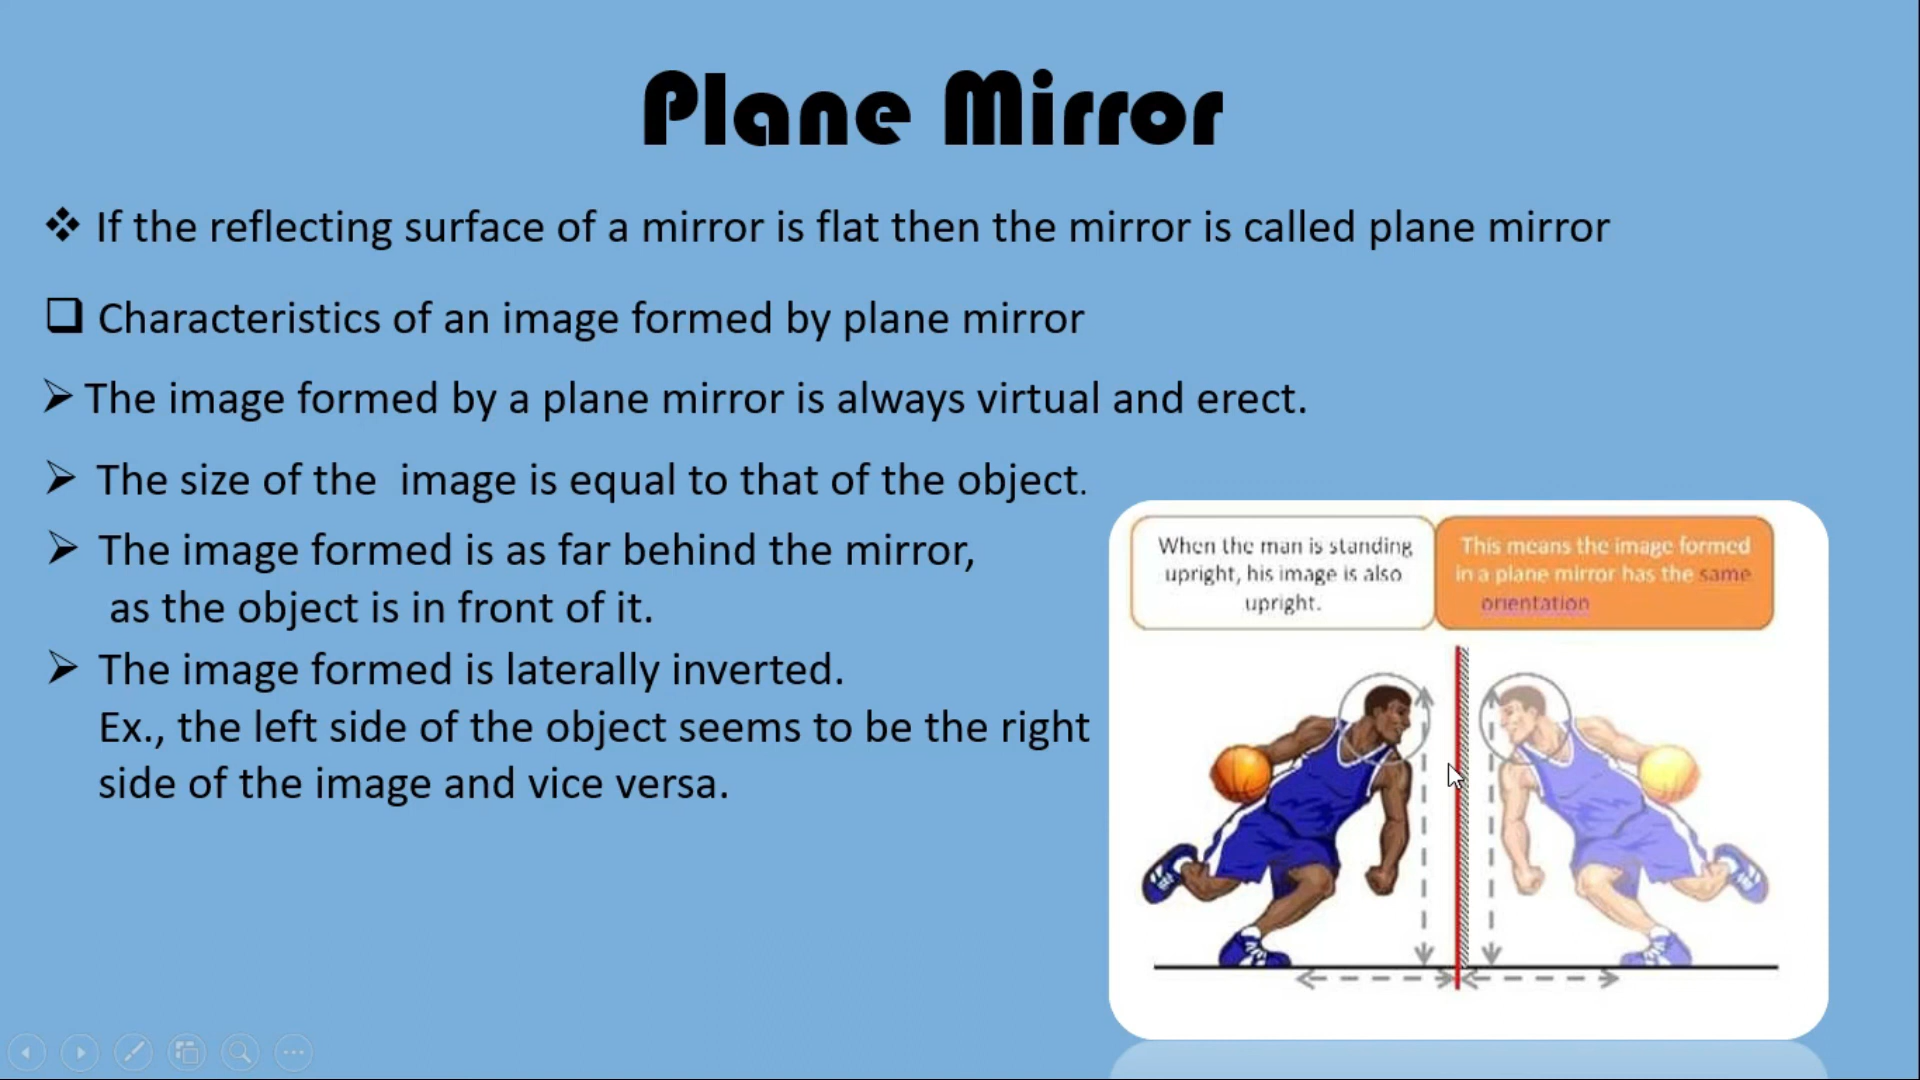 Plane Mirror
If the reflecting surface of a mirror is flat then the mirror is called plane mirror
Characteristics of an image formed by plane mirror
The image formed by a plane mirror is always virtual and erect.
The size of the image is equal to that of the object.
The image formed is as far behind the mirror,
as the object is in front of it.
The image formed is laterally inverted.
Ex., the left side of the object seems to be the right
side of the image and vice versa.
When the man is standing
upright, his image is also
upright.
This means the image formed
in a plane mirror has the same
orientation